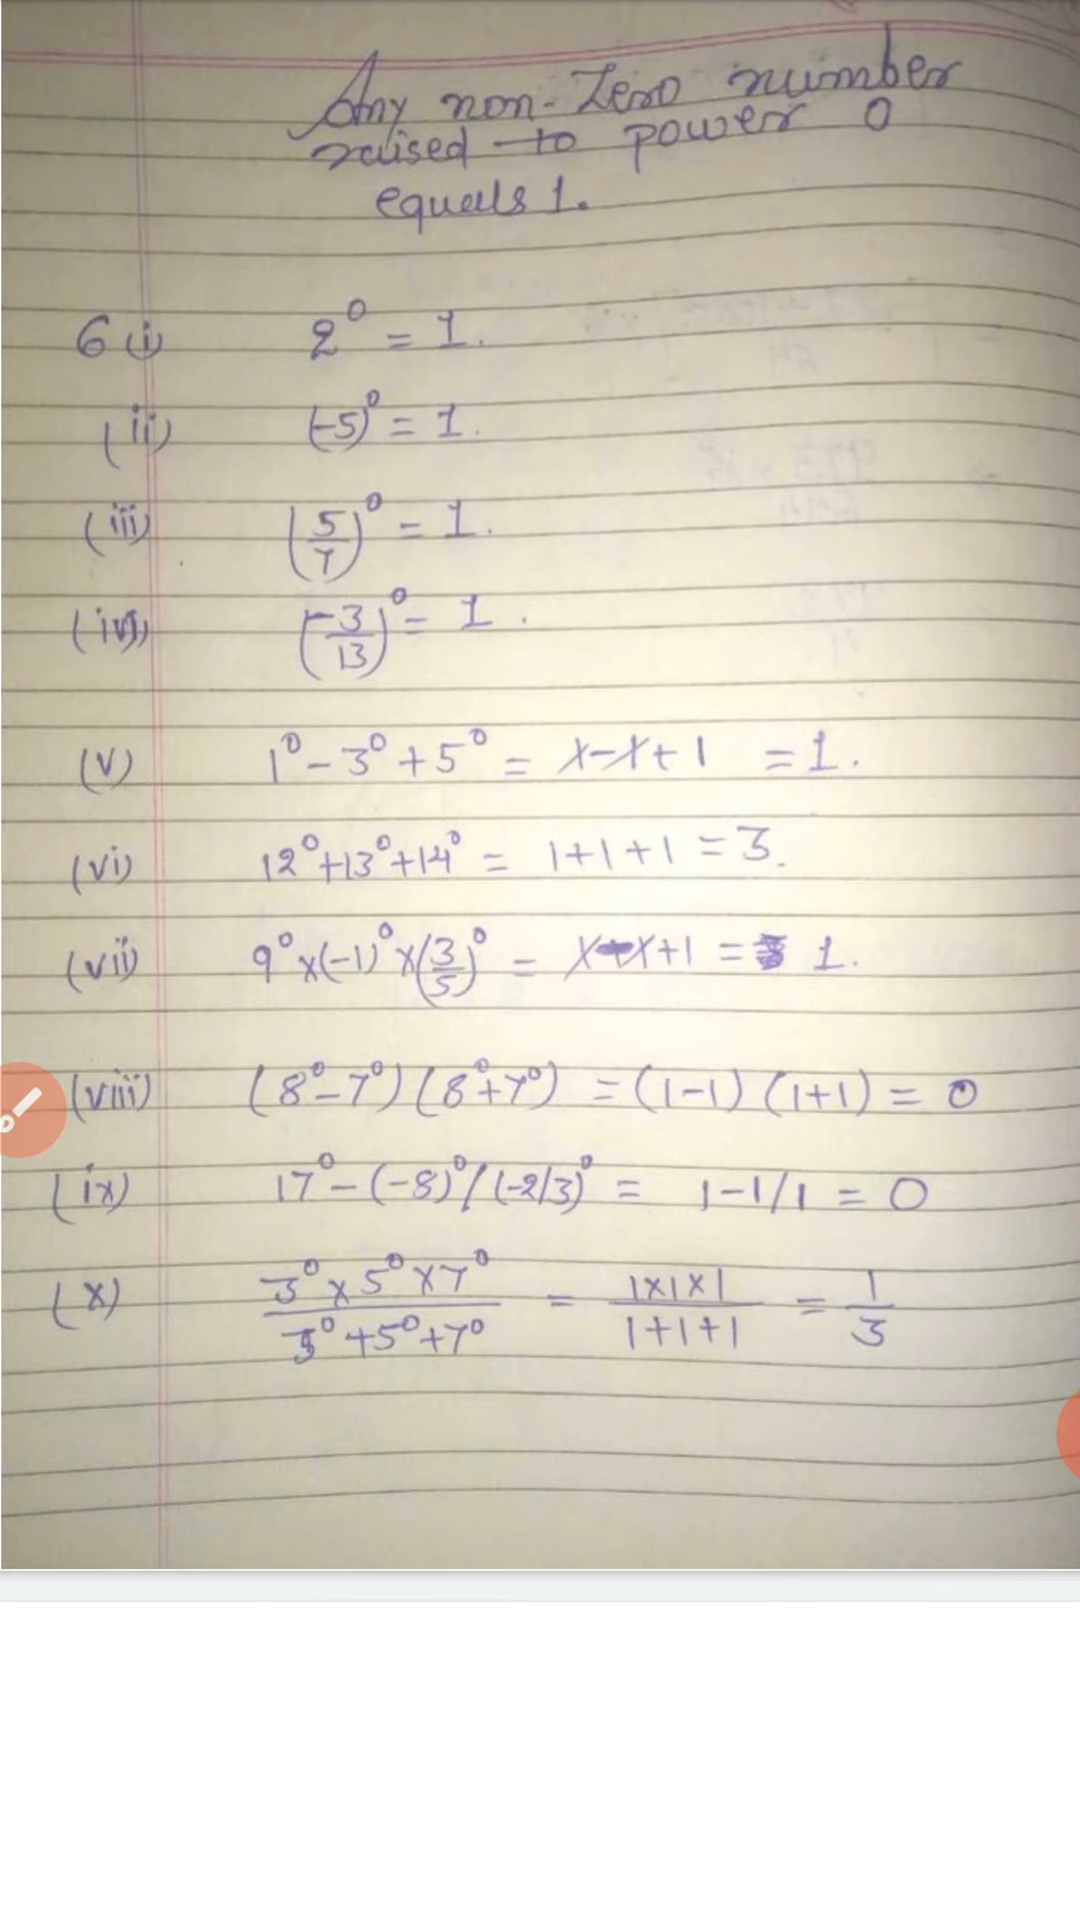 Any non-Zero number
raised to power 0
equals 1.
6 (i) 2⁰ = 1.
(ii) (-5)⁰ = 1.
(iii) (5/7)⁰ = 1.
(iv) (-3/13)⁰ = 1.
(v) 1⁰ - 3⁰ + 5⁰ = 1 - 1 + 1 = 1.
(vi) 12⁰ + 13⁰ + 14⁰ = 1 + 1 + 1 = 3.
(vii) 9⁰ × (-1)⁰ × (3/5)⁰ = 1 - 1 + 1 = 1.
(viii) (8⁰ - 7⁰) (8⁰ + 7⁰) = (1 - 1) (1 + 1) = 0
(ix) 17⁰ - (-8)⁰ / (-2/3)⁰ = 1 - 1/1 = 0
(x) 3⁰ × 5⁰ × 7⁰ / 3⁰ + 5⁰ + 7⁰ = 1×1×1 / 1+1+1 = 1/3